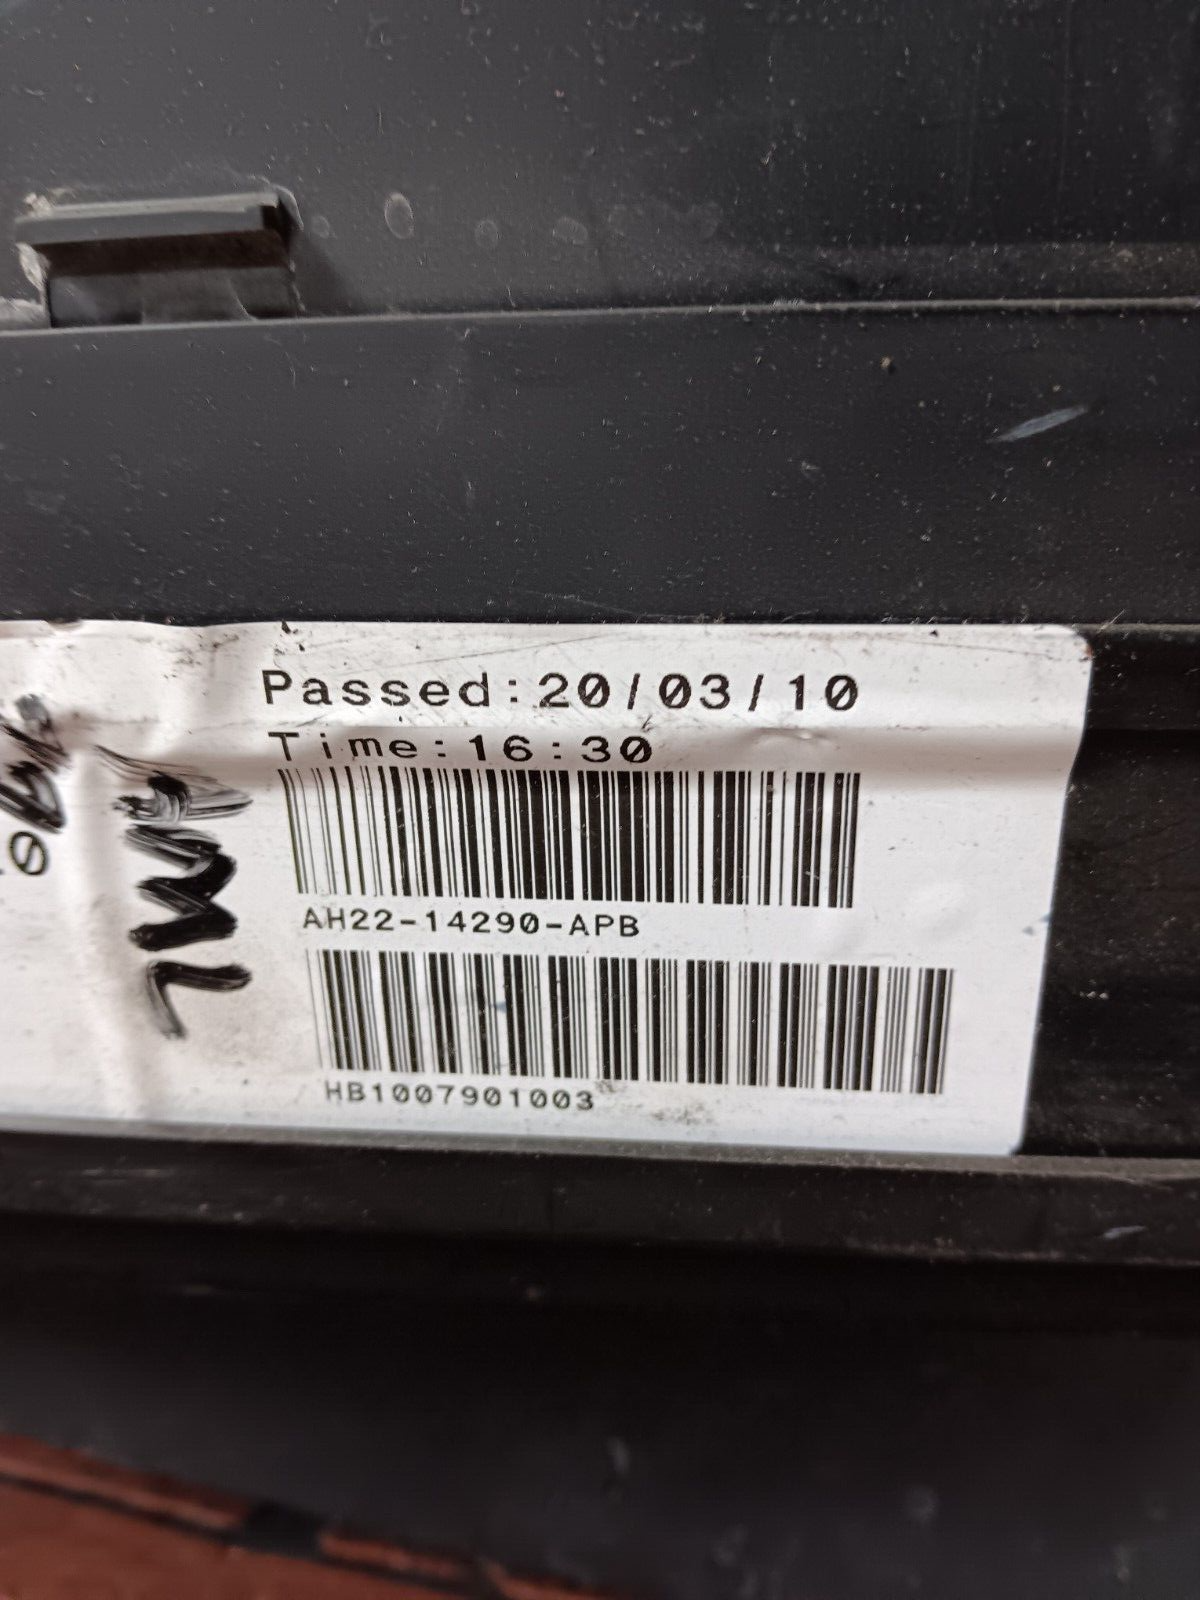 Passed:20/03/10
Time:16:30
AH22-14290-APB
HB1007901003